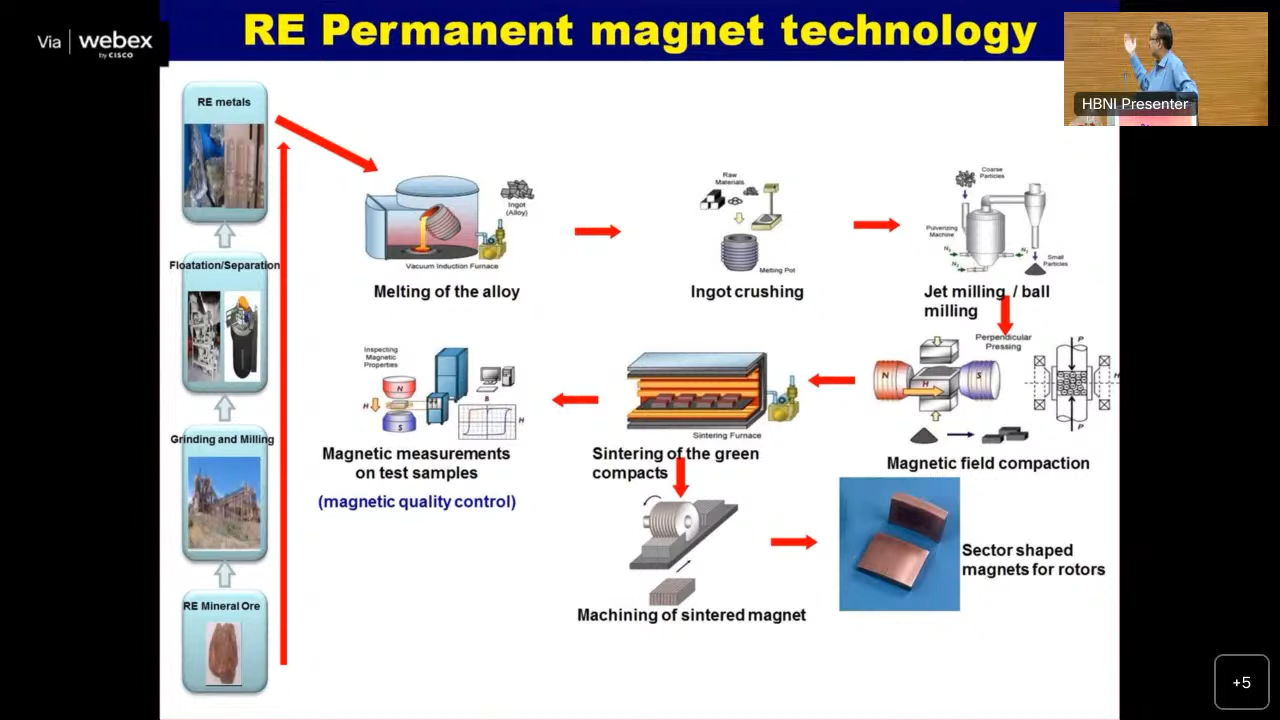 Via | webex
by CISCO
RE Permanent magnet technology
HBNI Presenter
RE metals
Floatation/Separation
Grinding and Milling
RE Mineral Ore
Ingot
(Alloy)
Vacuum Induction Furnace
Melting of the alloy
Raw
Materials
Melting Pot
Ingot crushing
Coarse
Particles
Pulverizing
Machine
N₂
N₂
N₂
Small
Particles
Jet milling / ball
milling
Perpendicular
Pressing
N
H
S
P
P
H
Magnetic field compaction
Sintering Furnace
Sintering of the green
compacts
Inspecting
Magnetic
Properties
N
H
S
B
H
Magnetic measurements
on test samples
(magnetic quality control)
Machining of sintered magnet
Sector shaped
magnets for rotors
+5